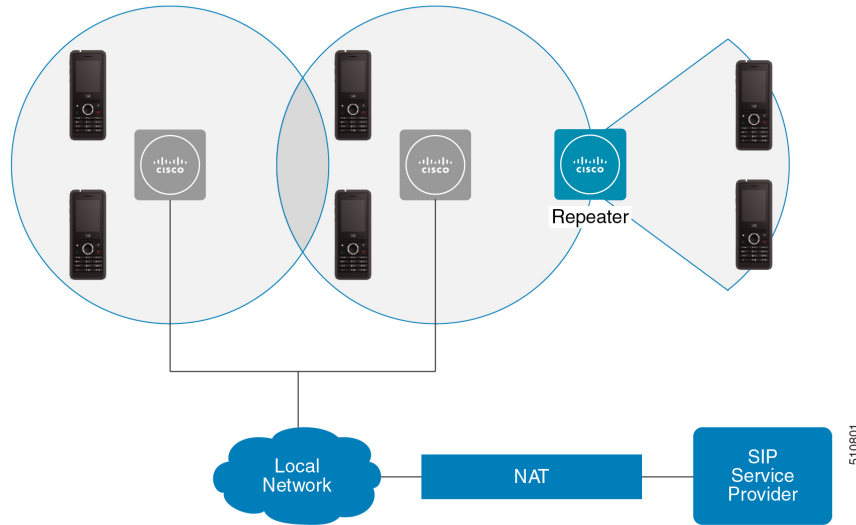 CISCO
CISCO
CISCO
Repeater
Local
Network
NAT
SIP
Service
Provider
510801